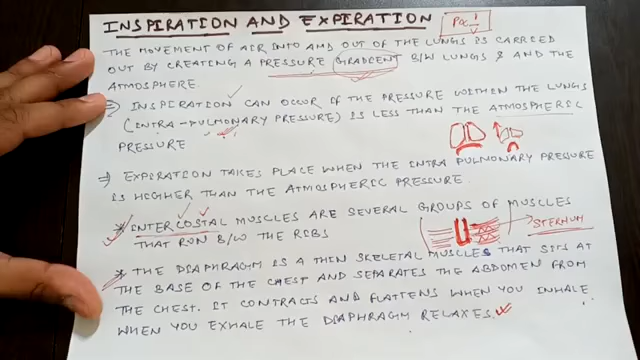 INSPIRATION AND EXPIRATION
P∝ 1/V
THE MOVEMENT OF AIR INTO AND OUT OF THE LUNGS IS CARRIED
OUT BY CREATING A PRESSURE GRADIENT B/W LUNGS & AND THE
ATMOSPHERE.
⇒ INSPIRATION CAN OCCUR IF THE PRESSURE WITHIN THE LUNGS
(INTRA-PULMONARY PRESSURE) IS LESS THAN THE ATMOSPHERIC
PRESSURE
⇒ EXPIRATION TAKES PLACE WHEN THE INTRA PULMONARY PRESSURE
IS HIGHER THAN THE ATMOSPHERIC PRESSURE.
* INTERCOSTAL MUSCLES ARE SEVERAL GROUPS OF MUSCLES
THAT RUN B/W THE RIBS
STERNUM
* THE DIAPHRAGM IS A THIN SKELETAL MUSCLES THAT SITS AT
THE BASE OF THE CHEST AND SEPARATES THE ABDOMEN FROM
THE CHEST. IT CONTRACTS AND FLATTENS WHEN YOU INHALE
WHEN YOU EXHALE THE DIAPHRAGM RELAXES.